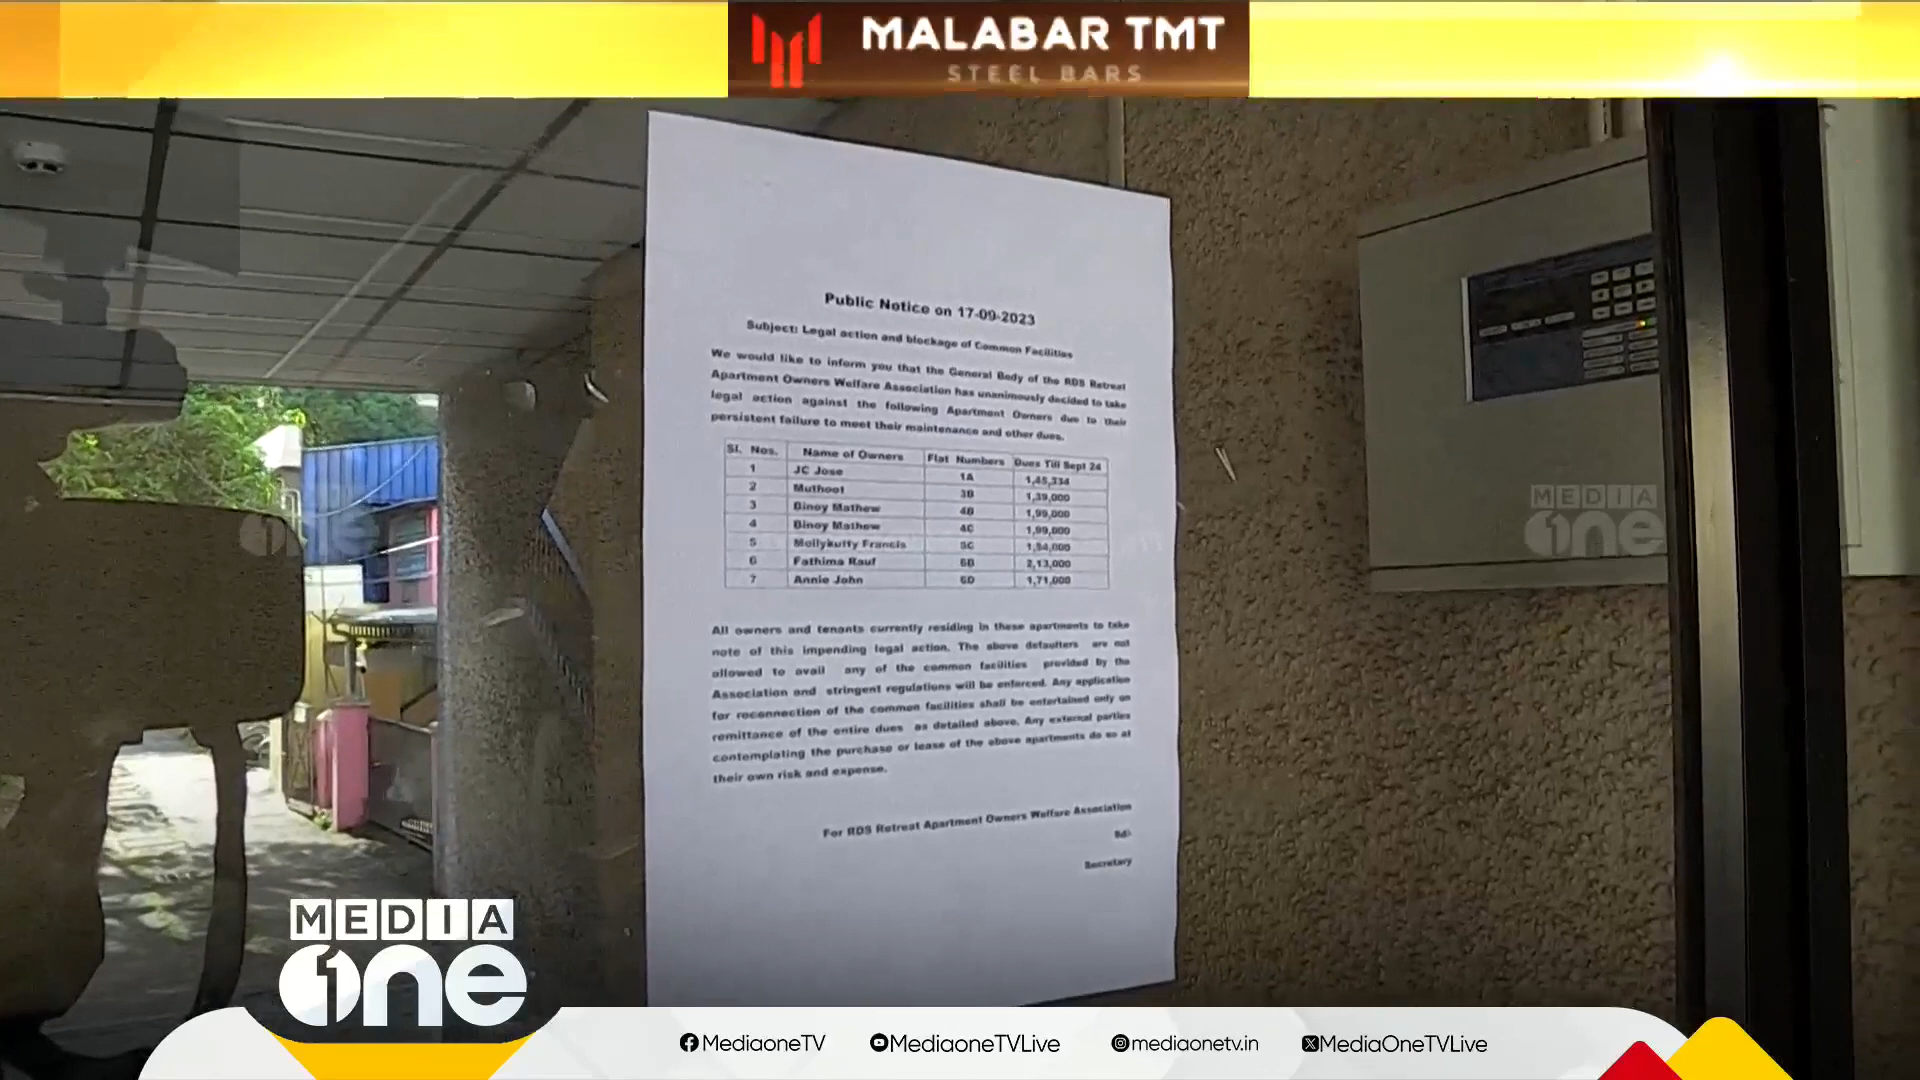 MALABAR TMT
STEEL BARS
Public Notice on 17-09-2023
Subject: Legal action and blockage of Common Facilities
We would like to inform you that the General Body of the RDS Retreat
Apartment Owners Welfare Association has unanimously decided to take
legal action against the following Apartment Owners due to their
persistent failure to meet their maintenance and other dues.
Sl. Nos. Name of Owners Flat Numbers Dues Till Sept 24
1 JC Jose 1A 1,45,334
2 Muthoot 3B 1,39,000
3 Binoy Mathew 4B 1,99,000
4 Binoy Mathew 4C 1,99,000
5 Mollykutty Francis 5C 1,54,000
6 Fathima Rauf 6B 2,13,000
7 Annie John 6D 1,71,000
All owners and tenants currently residing in these apartments to take
note of this impending legal action. The above defaulters are not
allowed to avail any of the common facilities provided by the
Association and stringent regulations will be enforced. Any application
for reconnection of the common facilities shall be entertained only on
remittance of the entire dues as detailed above. Any external parties
contemplating the purchase or lease of the above apartments do so at
their own risk and expense.
For RDS Retreat Apartment Owners Welfare Association
Sd/-
Secretary
MEDIA
one
MEDIA
one
MediaoneTV
MediaoneTVLive
mediaonetv.in
MediaOneTVLive